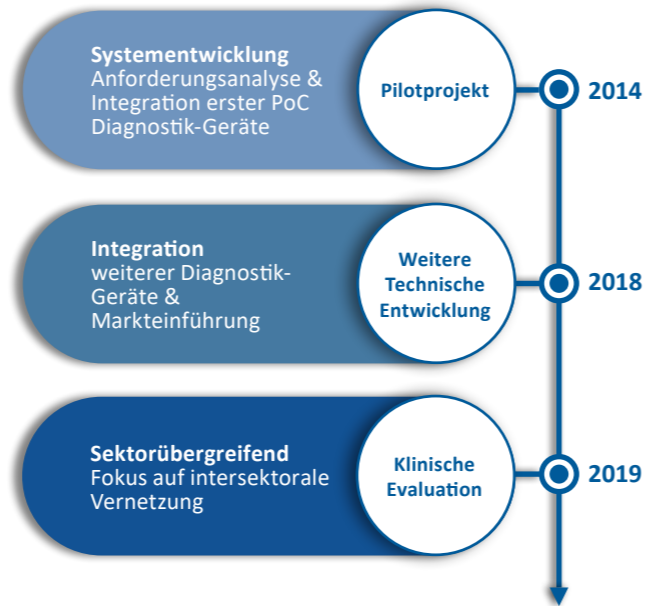 Systementwicklung
Anforderungsanalyse &
Integration erster PoC
Diagnostik-Geräte
Pilotprojekt
2014
Integration
weiterer Diagnostik-
Geräte &
Markteinführung
Weitere
Technische
Entwicklung
2018
Sektorübergreifend
Fokus auf intersektorale
Vernetzung
Klinische
Evaluation
2019